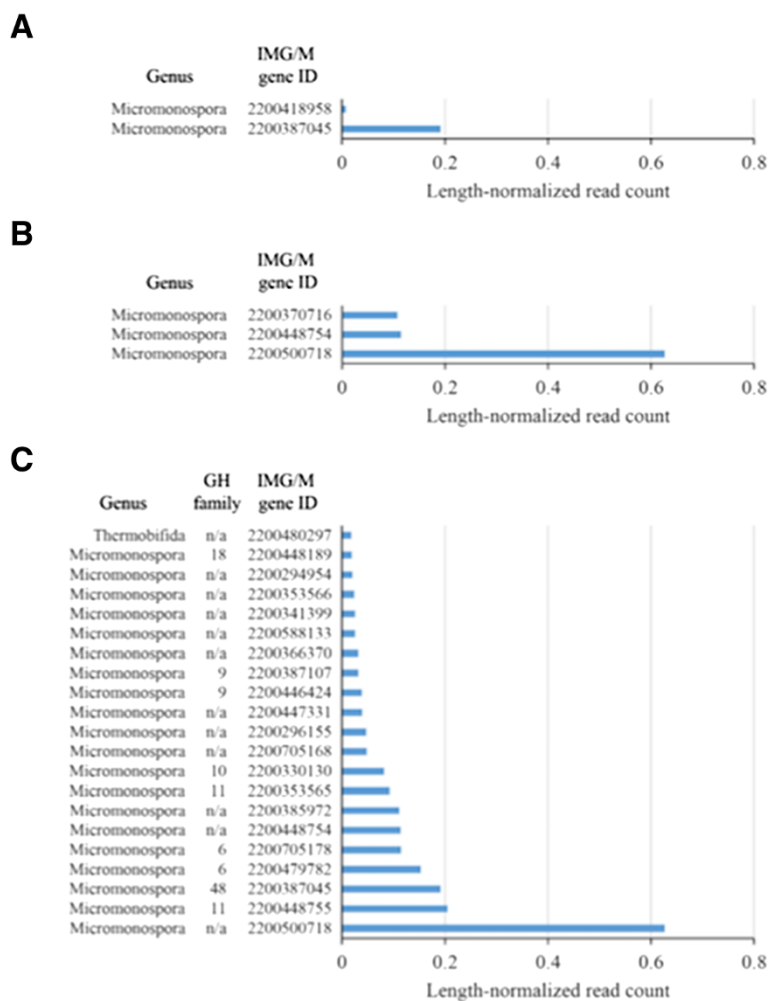 A
Genus IMG/M gene ID
Micromonospora 2200418958
Micromonospora 2200387045
0 0.2 0.4 0.6 0.8
Length-normalized read count
B
Genus IMG/M gene ID
Micromonospora 2200370716
Micromonospora 2200448754
Micromonospora 2200500718
0 0.2 0.4 0.6 0.8
Length-normalized read count
C
Genus GH family IMG/M gene ID
Thermobifida n/a 2200480297
Micromonospora 18 2200448189
Micromonospora n/a 2200294954
Micromonospora n/a 2200353566
Micromonospora n/a 2200341399
Micromonospora n/a 2200588133
Micromonospora n/a 2200366370
Micromonospora 9 2200387107
Micromonospora 9 2200446424
Micromonospora n/a 2200447331
Micromonospora n/a 2200296155
Micromonospora n/a 2200705168
Micromonospora 10 2200330130
Micromonospora 11 2200353565
Micromonospora n/a 2200385972
Micromonospora n/a 2200448754
Micromonospora 6 2200705178
Micromonospora 6 2200479782
Micromonospora 48 2200387045
Micromonospora 11 2200448755
Micromonospora n/a 2200500718
0 0.2 0.4 0.6 0.8
Length-normalized read count